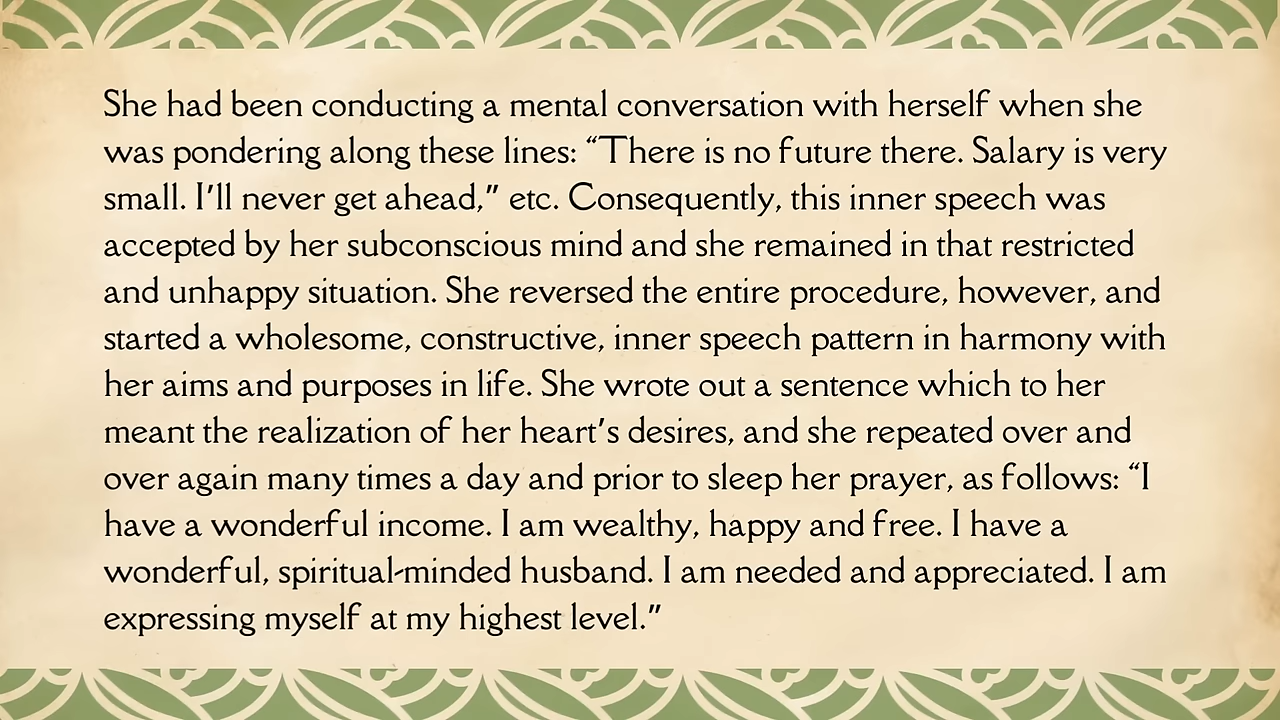 She had been conducting a mental conversation with herself when she
was pondering along these lines: “There is no future there. Salary is very
small. I'll never get ahead,” etc. Consequently, this inner speech was
accepted by her subconscious mind and she remained in that restricted
and unhappy situation. She reversed the entire procedure, however, and
started a wholesome, constructive, inner speech pattern in harmony with
her aims and purposes in life. She wrote out a sentence which to her
meant the realization of her heart's desires, and she repeated over and
over again many times a day and prior to sleep her prayer, as follows: “I
have a wonderful income. I am wealthy, happy and free. I have a
wonderful, spiritual-minded husband. I am needed and appreciated. I am
expressing myself at my highest level.”